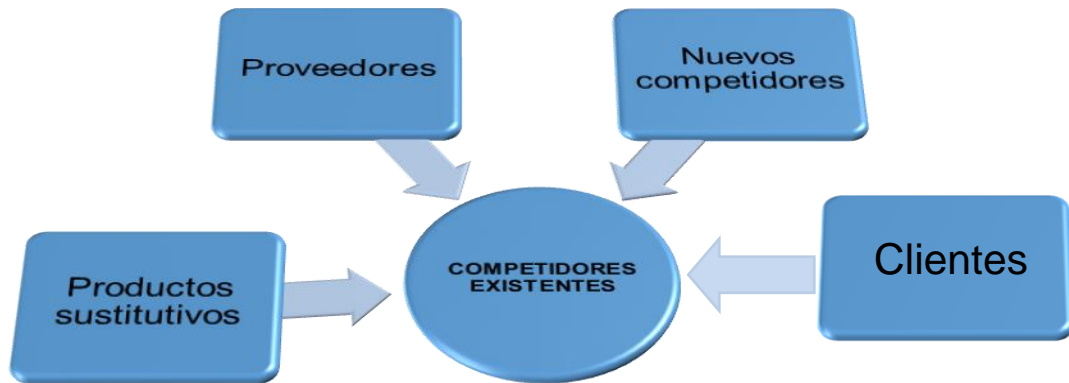 Proveedores
Nuevos
competidores
Productos
sustitutivos
COMPETIDORES
EXISTENTES
Clientes